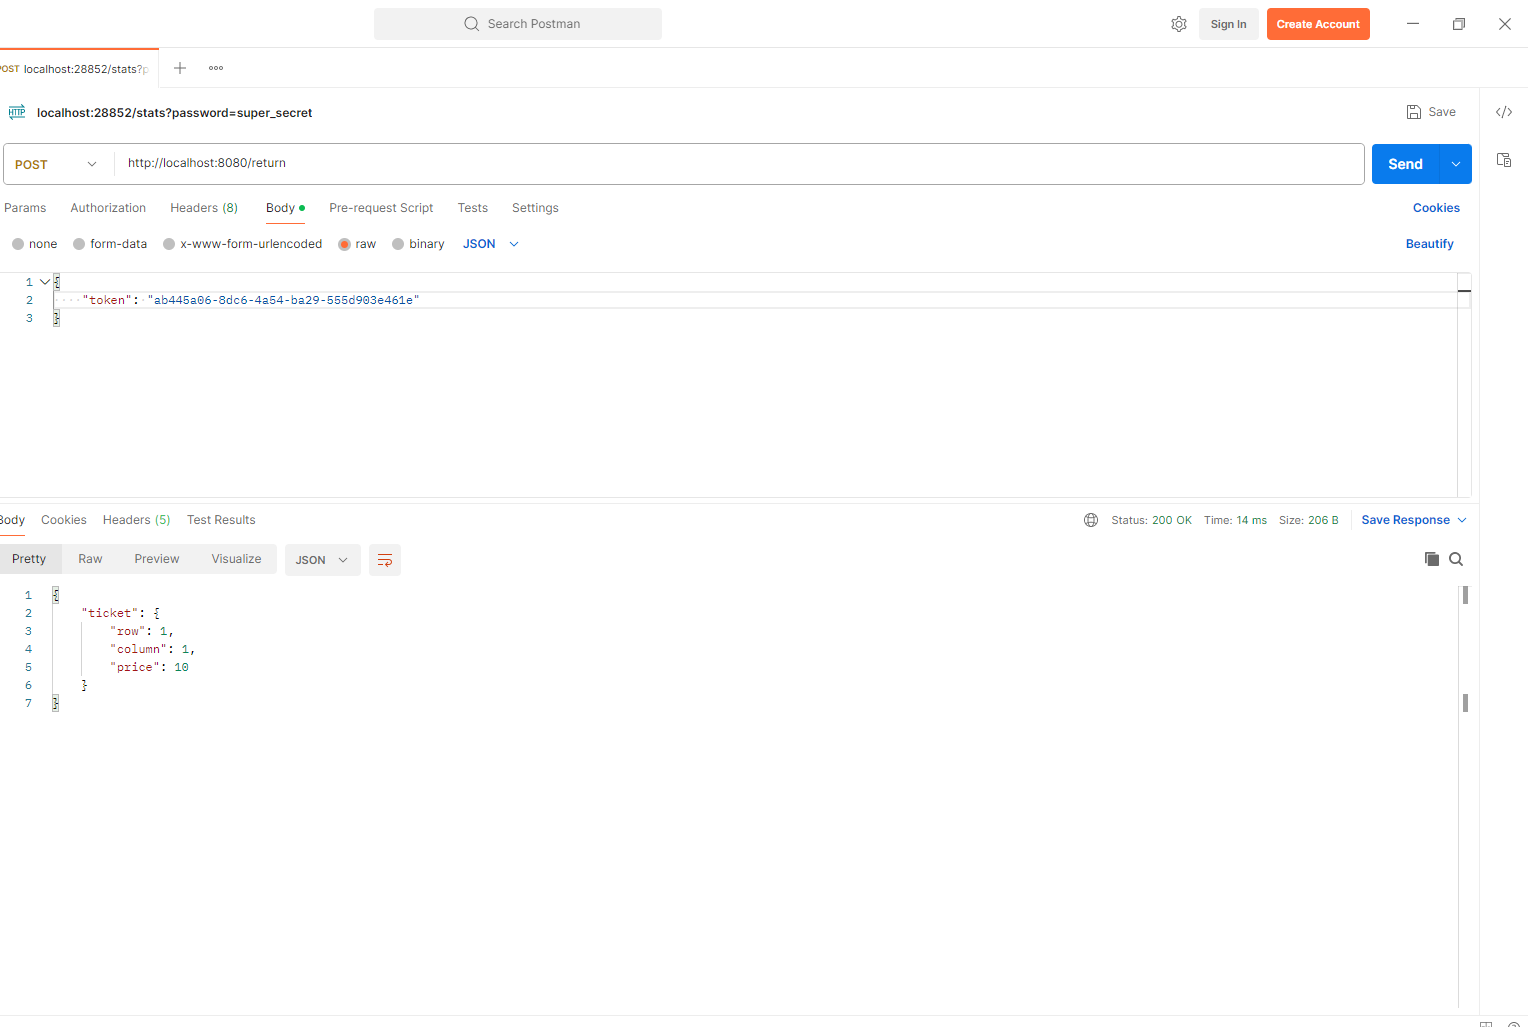 Search Postman
Sign In
Create Account
POST localhost:28852/stats?p
HTTP localhost:28852/stats?password=super_secret
Save
POST
http://localhost:8080/return
Send
Params Authorization Headers (8) Body Pre-request Script Tests Settings
Cookies
none form-data x-www-form-urlencoded raw binary JSON
Beautify
1 {
2 "token": "ab445a06-8dc6-4a54-ba29-555d903e461e"
3 }
Body Cookies Headers (5) Test Results
Status: 200 OK Time: 14 ms Size: 206 B
Save Response
Pretty Raw Preview Visualize JSON
1 {
2 "ticket": {
3 "row": 1,
4 "column": 1,
5 "price": 10
6 }
7 }